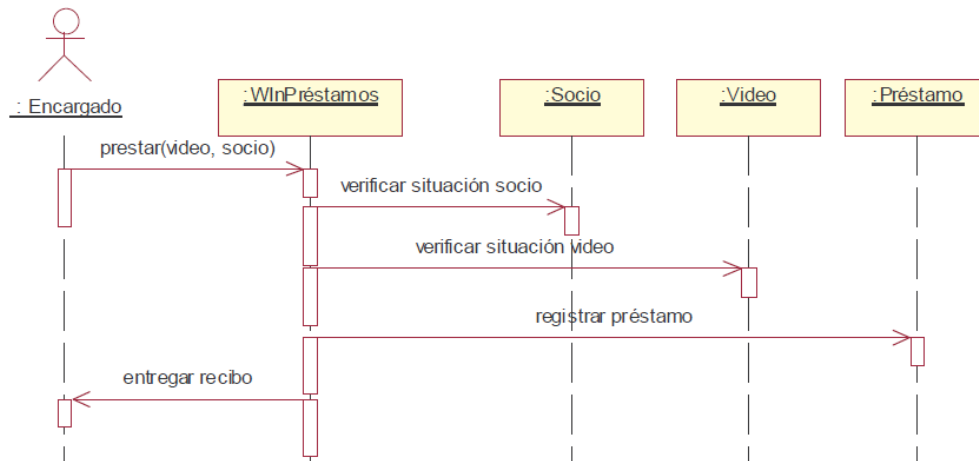 : Encargado
:WInPréstamos
:Socio
:Video
:Préstamo
prestar(video, socio)
verificar situación socio
verificar situación video
registrar préstamo
entregar recibo